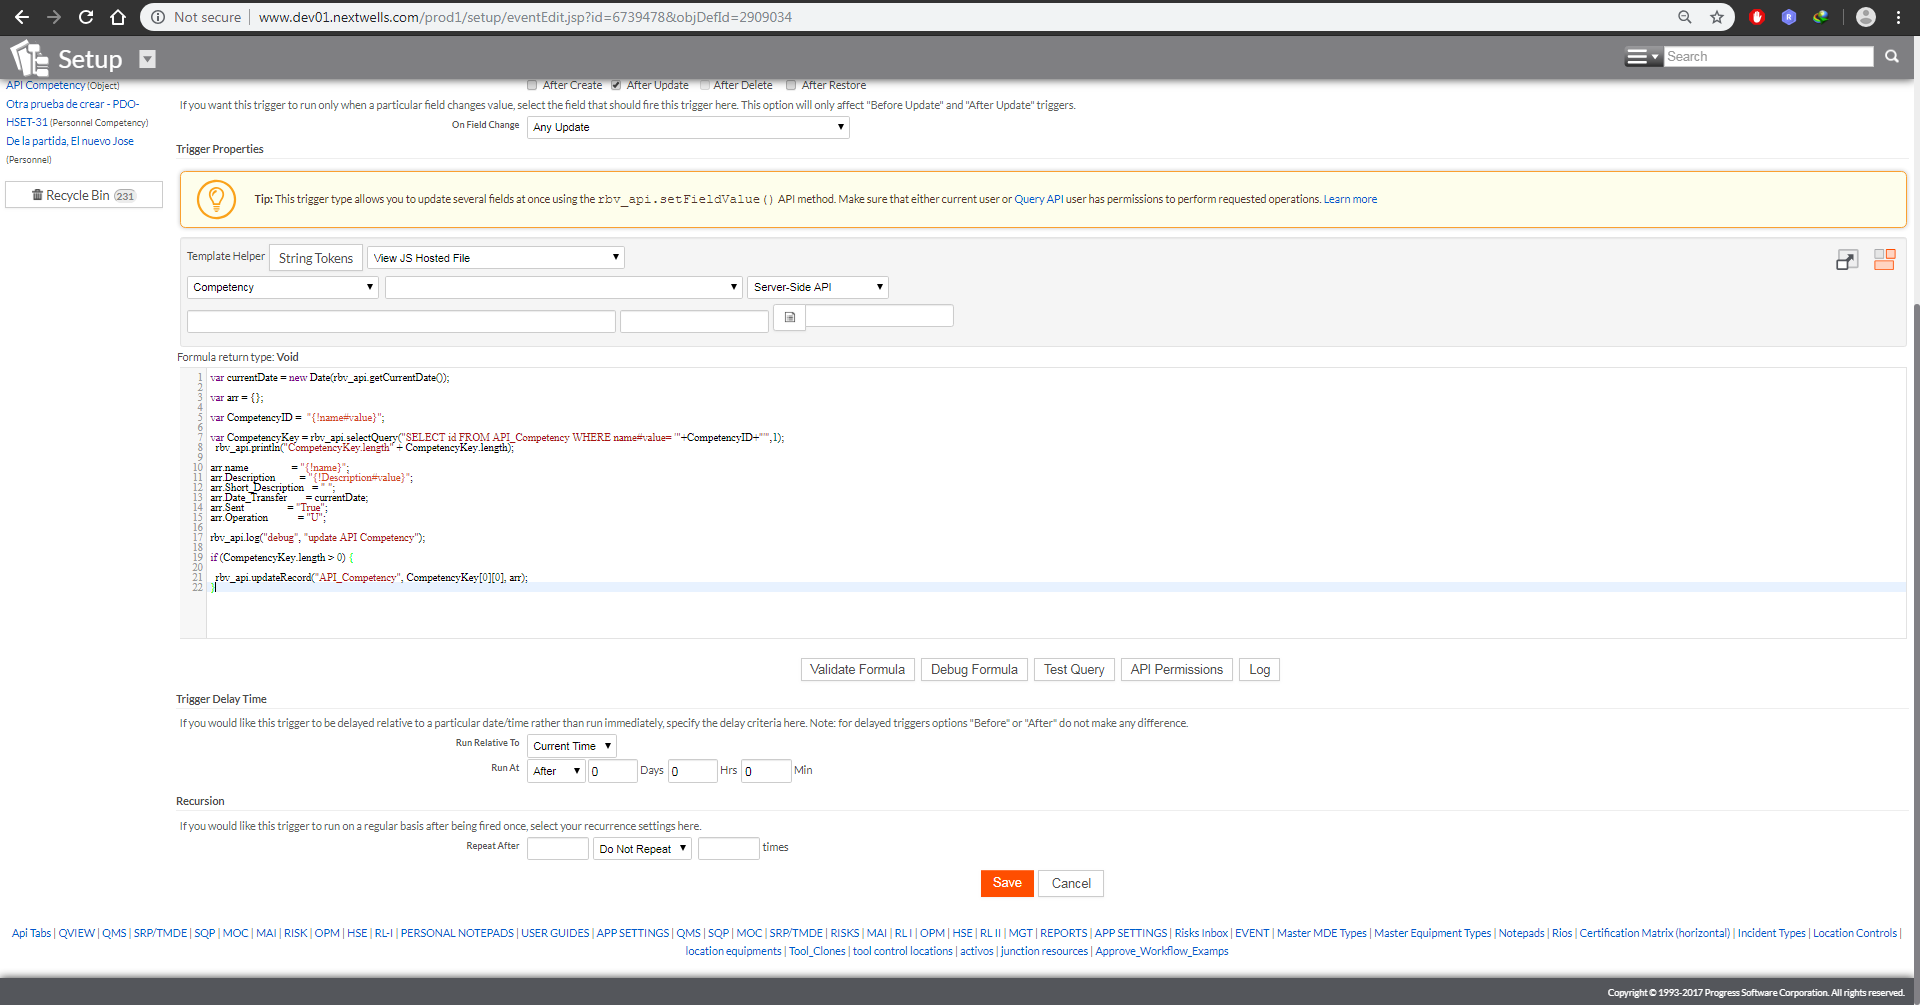 Not secure | www.dev01.nextwells.com/prod1/setup/eventEdit.jsp?id=6739478&objDefId=2909034
Setup
Search
API Competency (Object)
Otra prueba de crear - PDO-
HSET-31 (Personnel Competency)
De la partida, El nuevo Jose
(Personnel)
Recycle Bin 231
After Create After Update After Delete After Restore
If you want this trigger to run only when a particular field changes value, select the field that should fire this trigger here. This option will only affect "Before Update" and "After Update" triggers.
On Field Change Any Update
Trigger Properties
Tip: This trigger type allows you to update several fields at once using the rbv_api.setFieldValue() API method. Make sure that either current user or Query API user has permissions to perform requested operations. Learn more
Template Helper String Tokens View JS Hosted File
Competency Server-Side API
Formula return type: Void
1 var currentDate = new Date(rbv_api.getCurrentDate());
2
3 var arr = {};
4
5 var CompetencyID = "{!name#value}";
6
7 var CompetencyKey = rbv_api.selectQuery("SELECT id FROM API_Competency WHERE name#value= '"+CompetencyID+"'",1);
8 rbv_api.println("CompetencyKey.length" + CompetencyKey.length);
9
10 arr.name = "{!name}";
11 arr.Description = "{!Description#value}";
12 arr.Short_Description = " ";
13 arr.Date_Transfer = currentDate;
14 arr.Sent = "True";
15 arr.Operation = "U";
16
17 rbv_api.log("debug", "update API Competency");
18
19 if (CompetencyKey.length > 0) {
20
21 rbv_api.updateRecord("API_Competency", CompetencyKey[0][0], arr);
22 }
Validate Formula Debug Formula Test Query API Permissions Log
Trigger Delay Time
If you would like this trigger to be delayed relative to a particular date/time rather than run immediately, specify the delay criteria here. Note: for delayed triggers options "Before" or "After" do not make any difference.
Run Relative To Current Time
Run At After 0 Days 0 Hrs 0 Min
Recursion
If you would like this trigger to run on a regular basis after being fired once, select your recurrence settings here.
Repeat After Do Not Repeat times
Save Cancel
Api Tabs | QVIEW | QMS | SRP/TMDE | SQP | MOC | MAI | RISK | OPM | HSE | RL-I | PERSONAL NOTEPADS | USER GUIDES | APP SETTINGS | QMS | SQP | MOC | SRP/TMDE | RISKS | MAI | RL I | OPM | HSE | RL II | MGT | REPORTS | APP SETTINGS | Risks Inbox | EVENT | Master MDE Types | Master Equipment Types | Notepads | Rios | Certification Matrix (horizontal) | Incident Types | Location Controls |
location equipments | Tool_Clones | tool control locations | activos | junction resources | Approve_Workflow_Examps
Copyright © 1993-2017 Progress Software Corporation. All rights reserved.